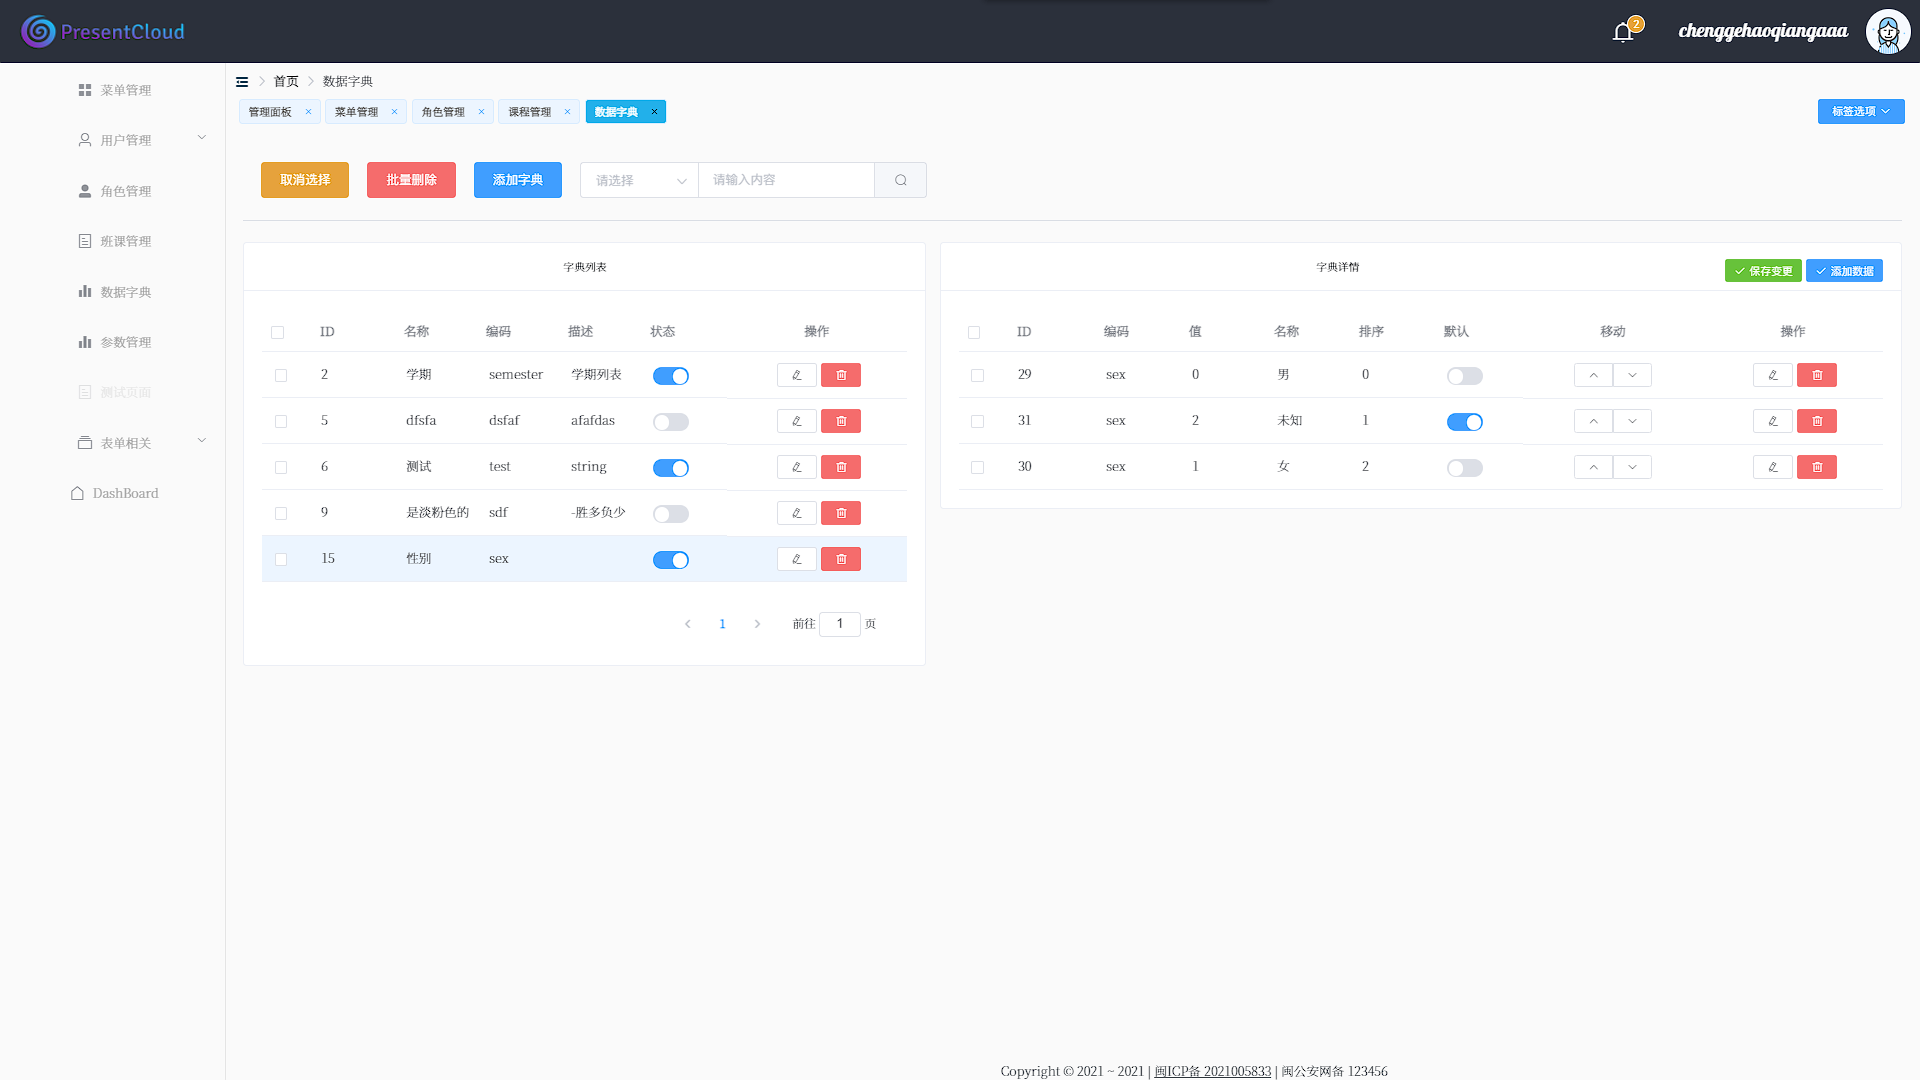 PresentCloud
2
chenggehaoqiangaaa
菜单管理
用户管理
角色管理
班课管理
数据字典
参数管理
测试页面
表单相关
DashBoard
首页 数据字典
管理面板 菜单管理 角色管理 课程管理 数据字典
标签选项
取消选择 批量删除 添加字典 请选择 请输入内容
字典列表
ID 名称 编码 描述 状态 操作
2 学期 semester 学期列表
5 dfsfa dsfaf afafdas
6 测试 test string
9 是淡粉色的 sdf -胜多负少
15 性别 sex
1 前往 1 页
字典详情
保存变更 添加数据
ID 编码 值 名称 排序 默认 移动 操作
29 sex 0 男 0
31 sex 2 未知 1
30 sex 1 女 2
Copyright © 2021 ~ 2021 | 闽ICP备 2021005833 | 闽公安网备 123456